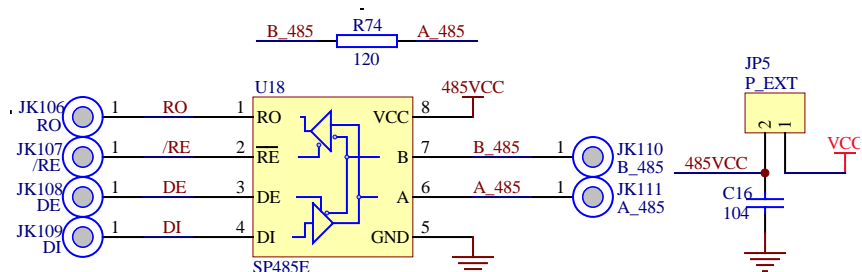 B_485 R74 A_485
120
U18
SP485E
JK106 1 RO 1 RO
RO
JK107 1 /RE 2 RE
/RE
JK108 1 DE 3 DE
DE
JK109 1 DI 4 DI
DI
VCC 8 485VCC
B 7 B_485 1 JK110
B_485
A 6 A_485 1 JK111
A_485
GND 5
JP5
P_EXT
2 1
485VCC VCC
C16
104